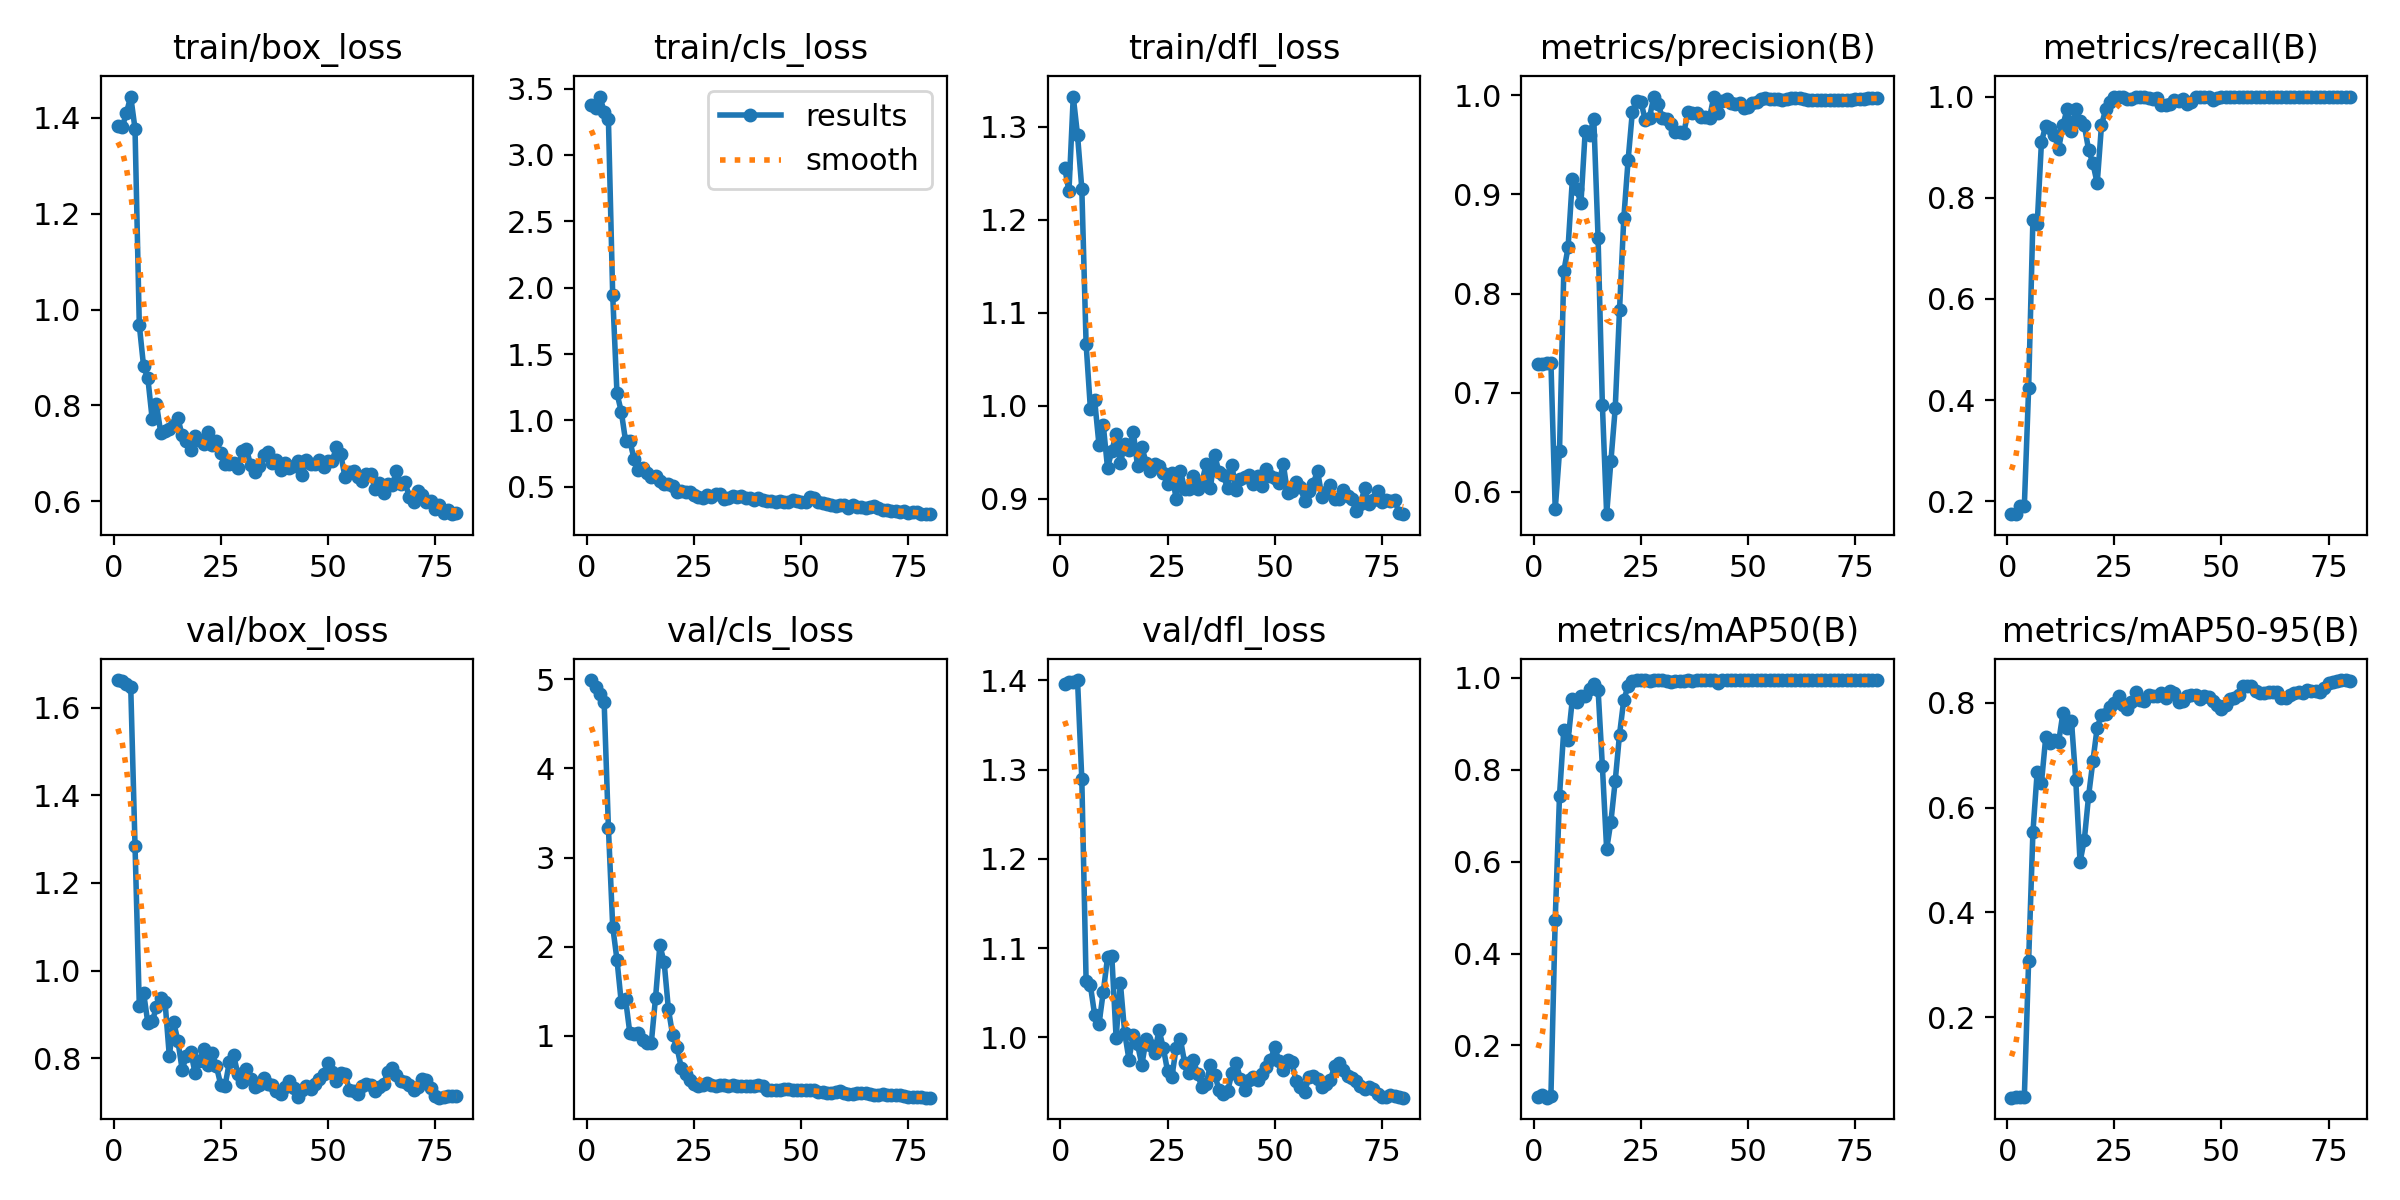 train/box_loss
1.4
1.2
1.0
0.8
0.6
0 25 50 75
train/cls_loss
results
smooth
3.5
3.0
2.5
2.0
1.5
1.0
0.5
0 25 50 75
train/dfl_loss
1.3
1.2
1.1
1.0
0.9
0 25 50 75
metrics/precision(B)
1.0
0.9
0.8
0.7
0.6
0 25 50 75
metrics/recall(B)
1.0
0.8
0.6
0.4
0.2
0 25 50 75
val/box_loss
1.6
1.4
1.2
1.0
0.8
0 25 50 75
val/cls_loss
5
4
3
2
1
0 25 50 75
val/dfl_loss
1.4
1.3
1.2
1.1
1.0
0 25 50 75
metrics/mAP50(B)
1.0
0.8
0.6
0.4
0.2
0 25 50 75
metrics/mAP50-95(B)
0.8
0.6
0.4
0.2
0 25 50 75